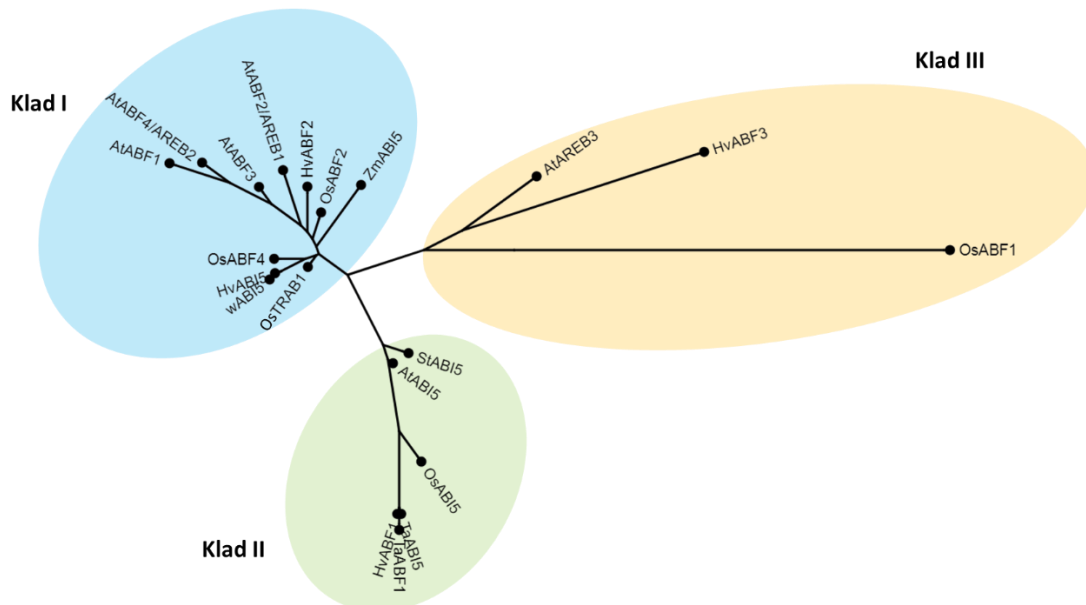 Klad III
Klad I
AtABF4/AREB2
AtABF2/AREB1
AtABF1
AtABF3
HvABF2
OsABF2
ZmABI5
AtAREB3
HvABF3
OsABF4
HvABI5
wABI5
OsTRAB1
OsABF1
StABI5
AtABI5
OsABI5
HvABF1
TaABF1
TaABI5
Klad II